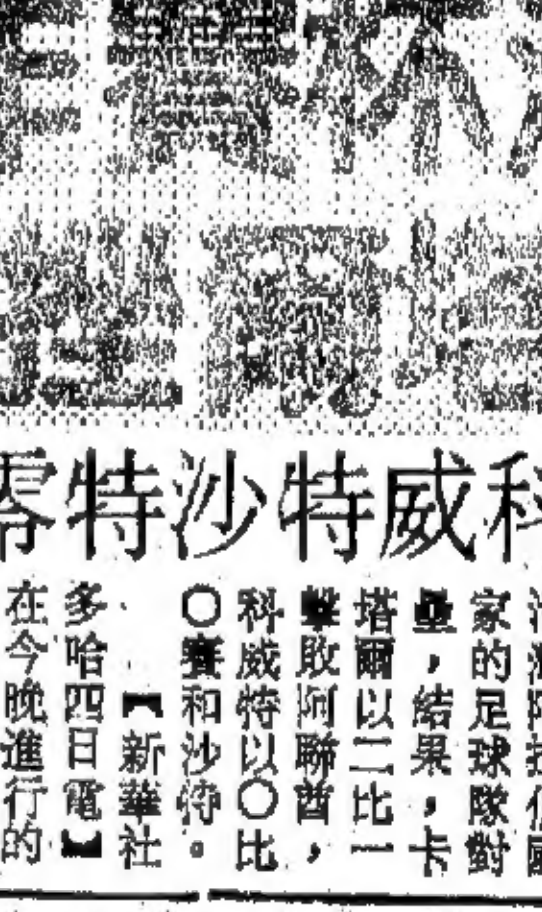 科威特沙特零
家的足球隊對
壘，結果，卡
塔爾以二比一
擊敗阿聯酋，
科威特以〇比
〇賽和沙特。
【新華社
多哈四日電】
在今晚進行的